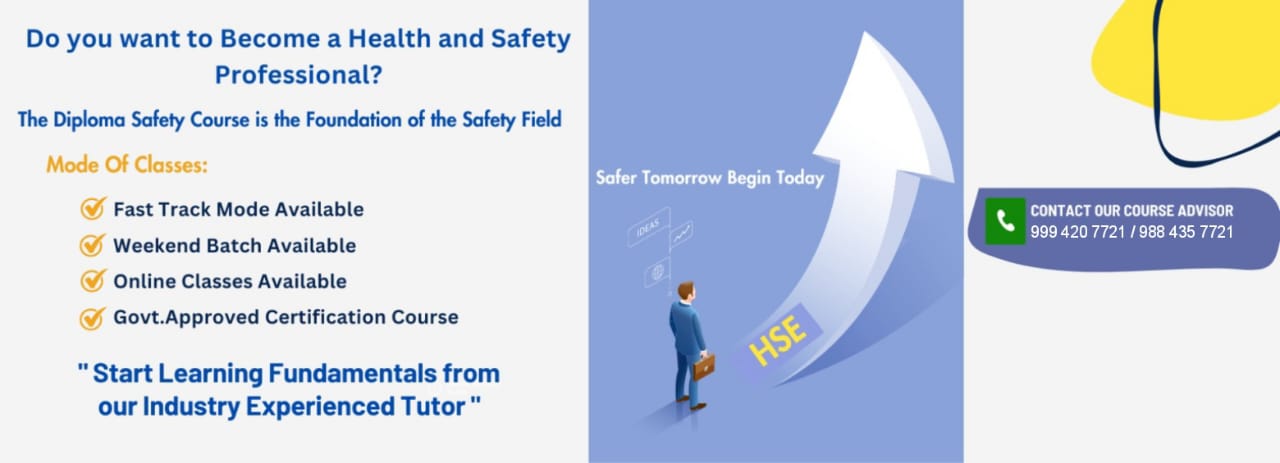 Do you want to Become a Health and Safety
Professional?
The Diploma Safety Course is the Foundation of the Safety Field
Mode Of Classes:
Fast Track Mode Available
Weekend Batch Available
Online Classes Available
Govt.Approved Certification Course
" Start Learning Fundamentals from
our Industry Experienced Tutor "
Safer Tomorrow Begin Today
IDEAS
HSE
CONTACT OUR COURSE ADVISOR
999 420 7721 / 988 435 7721